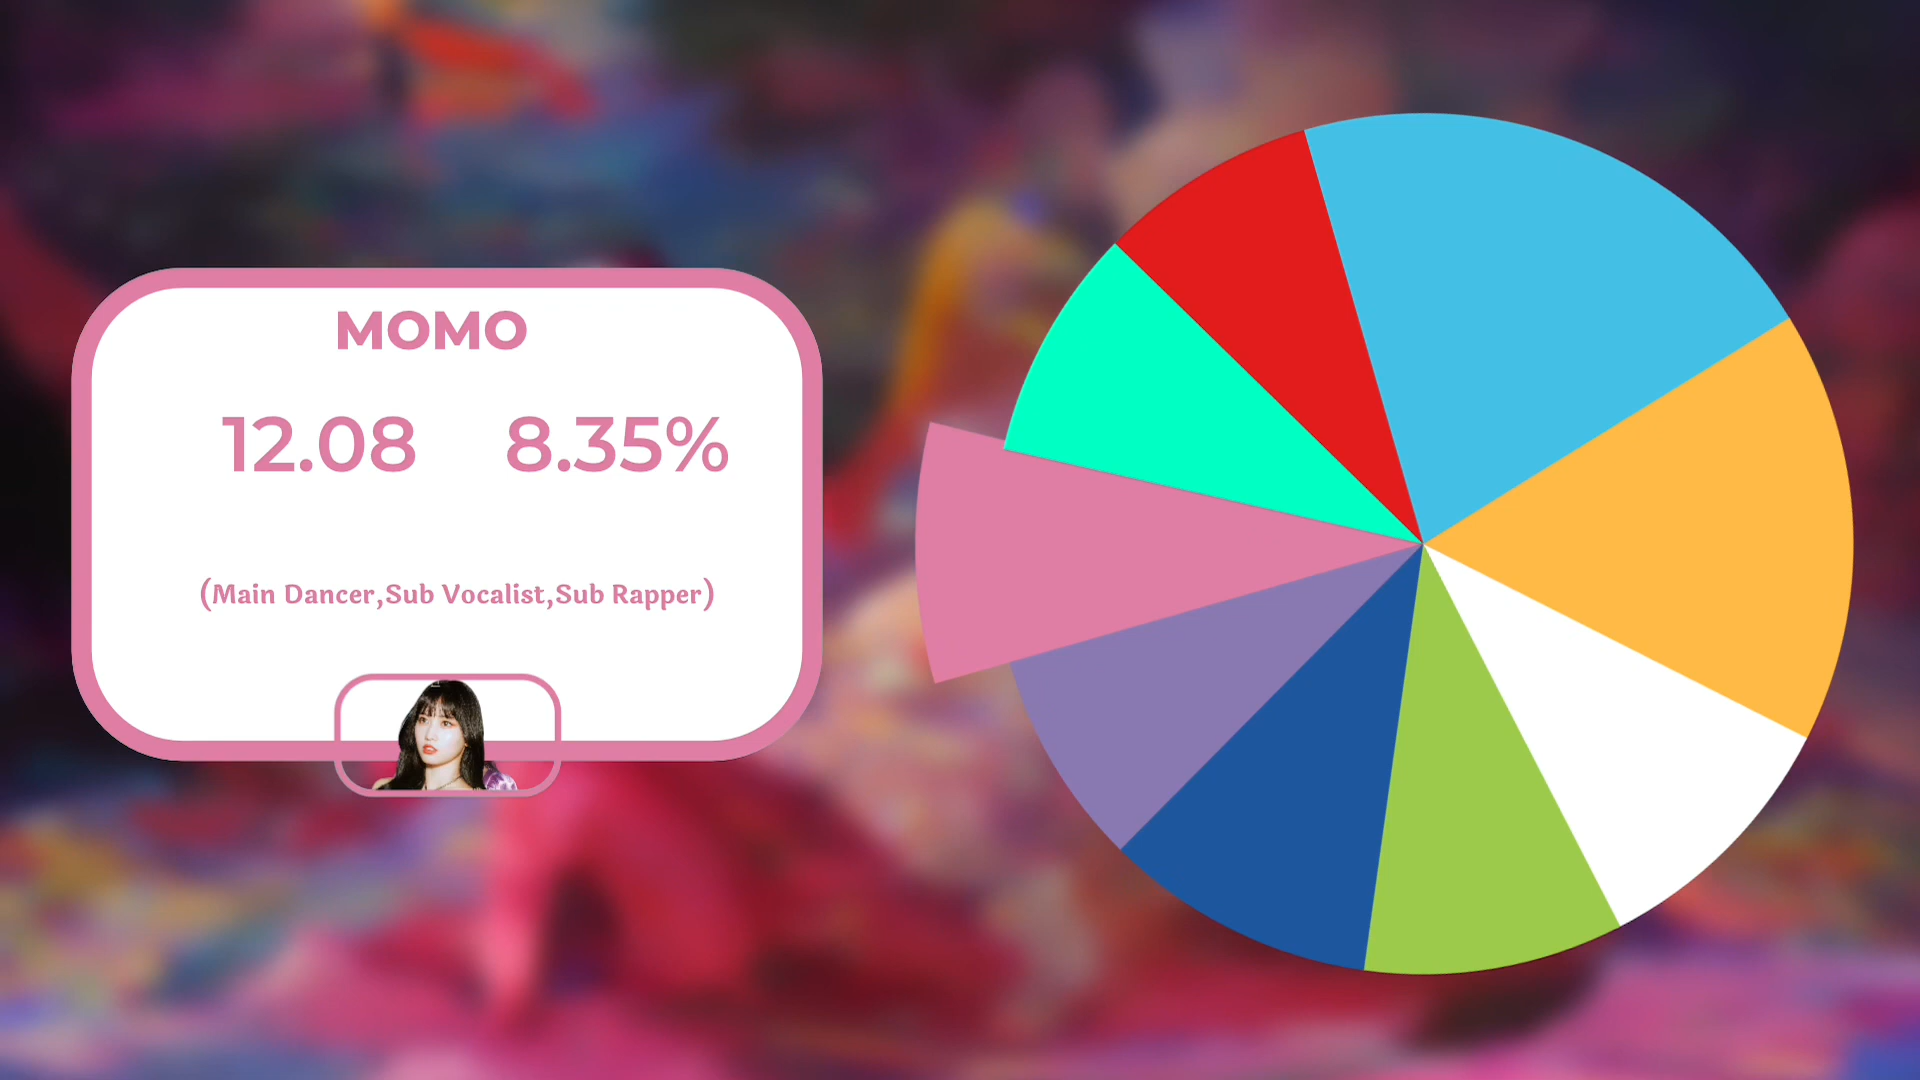 MOMO
12.08 8.35%
(Main Dancer,Sub Vocalist,Sub Rapper)